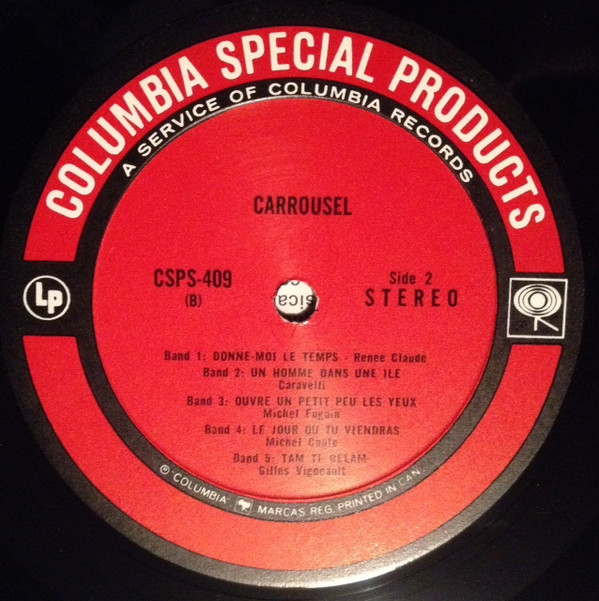 COLUMBIA SPECIAL PRODUCTS
A SERVICE OF COLUMBIA RECORDS
CARROUSEL
CSPS-409
(B)
Side 2
STEREO
LP
Band 1: DONNE-MOI LE TEMPS - Renee Claude
Band 2: UN HOMME DANS UNE ILE
Caravelli
Band 3: OUVRE UN PETIT PEU LES YEUX
Michel Fugain
Band 4: LE JOUR OU TU VIENDRAS
Michel Conte
Band 5: TAM TI DELAM
Gilles Vigneault
® "COLUMBIA" MARCAS REG. PRINTED IN CAN.